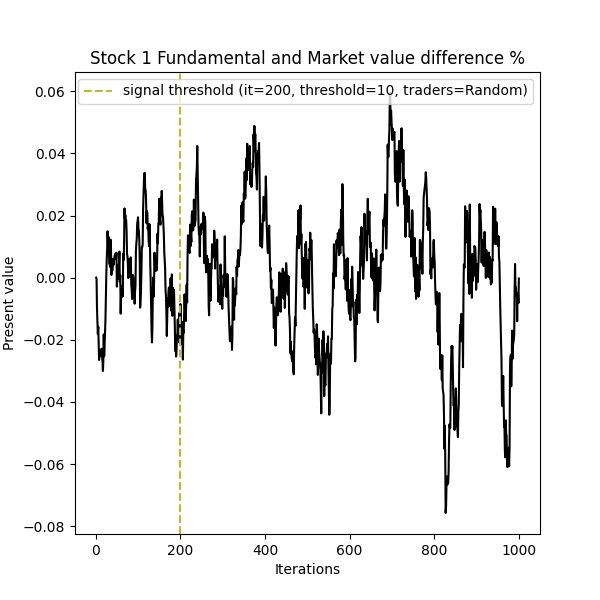 Stock 1 Fundamental and Market value difference %
signal threshold (it=200, threshold=10, traders=Random)
0.06
0.04
0.02
0.00
−0.02
−0.04
−0.06
−0.08
Present value
0 200 400 600 800 1000
Iterations